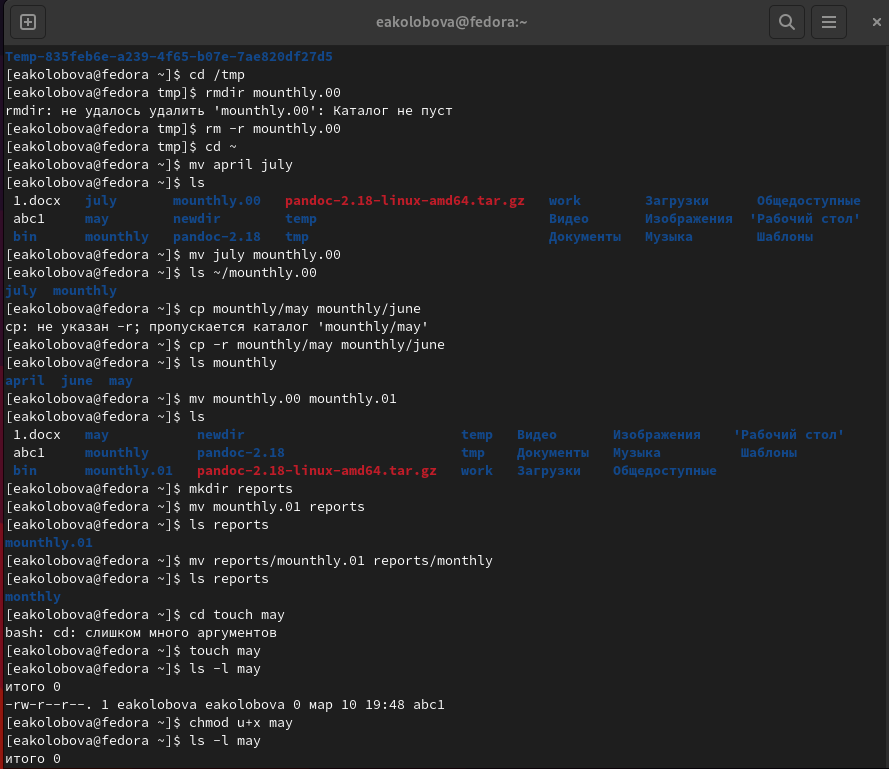 eakolobova@fedora:~
Temp-835feb6e-a239-4f65-b07e-7ae820df27d5
[eakolobova@fedora ~]$ cd /tmp
[eakolobova@fedora tmp]$ rmdir mounthly.00
rmdir: не удалось удалить 'mounthly.00': Каталог не пуст
[eakolobova@fedora tmp]$ rm -r mounthly.00
[eakolobova@fedora tmp]$ cd ~
[eakolobova@fedora ~]$ mv april july
[eakolobova@fedora ~]$ ls
1.docx july mounthly.00 pandoc-2.18-linux-amd64.tar.gz work Загрузки Общедоступные
abc1 may newdir temp Видео Изображения 'Рабочий стол'
bin mounthly pandoc-2.18 tmp Документы Музыка Шаблоны
[eakolobova@fedora ~]$ mv july mounthly.00
[eakolobova@fedora ~]$ ls ~/mounthly.00
july mounthly
[eakolobova@fedora ~]$ cp mounthly/may mounthly/june
cp: не указан -r; пропускается каталог 'mounthly/may'
[eakolobova@fedora ~]$ cp -r mounthly/may mounthly/june
[eakolobova@fedora ~]$ ls mounthly
april june may
[eakolobova@fedora ~]$ mv mounthly.00 mounthly.01
[eakolobova@fedora ~]$ ls
1.docx may newdir temp Видео Изображения 'Рабочий стол'
abc1 mounthly pandoc-2.18 tmp Документы Музыка Шаблоны
bin mounthly.01 pandoc-2.18-linux-amd64.tar.gz work Загрузки Общедоступные
[eakolobova@fedora ~]$ mkdir reports
[eakolobova@fedora ~]$ mv mounthly.01 reports
[eakolobova@fedora ~]$ ls reports
mounthly.01
[eakolobova@fedora ~]$ mv reports/mounthly.01 reports/monthly
[eakolobova@fedora ~]$ ls reports
monthly
[eakolobova@fedora ~]$ cd touch may
bash: cd: слишком много аргументов
[eakolobova@fedora ~]$ touch may
[eakolobova@fedora ~]$ ls -l may
итого 0
-rw-r--r--. 1 eakolobova eakolobova 0 мар 10 19:48 abc1
[eakolobova@fedora ~]$ chmod u+x may
[eakolobova@fedora ~]$ ls -l may
итого 0